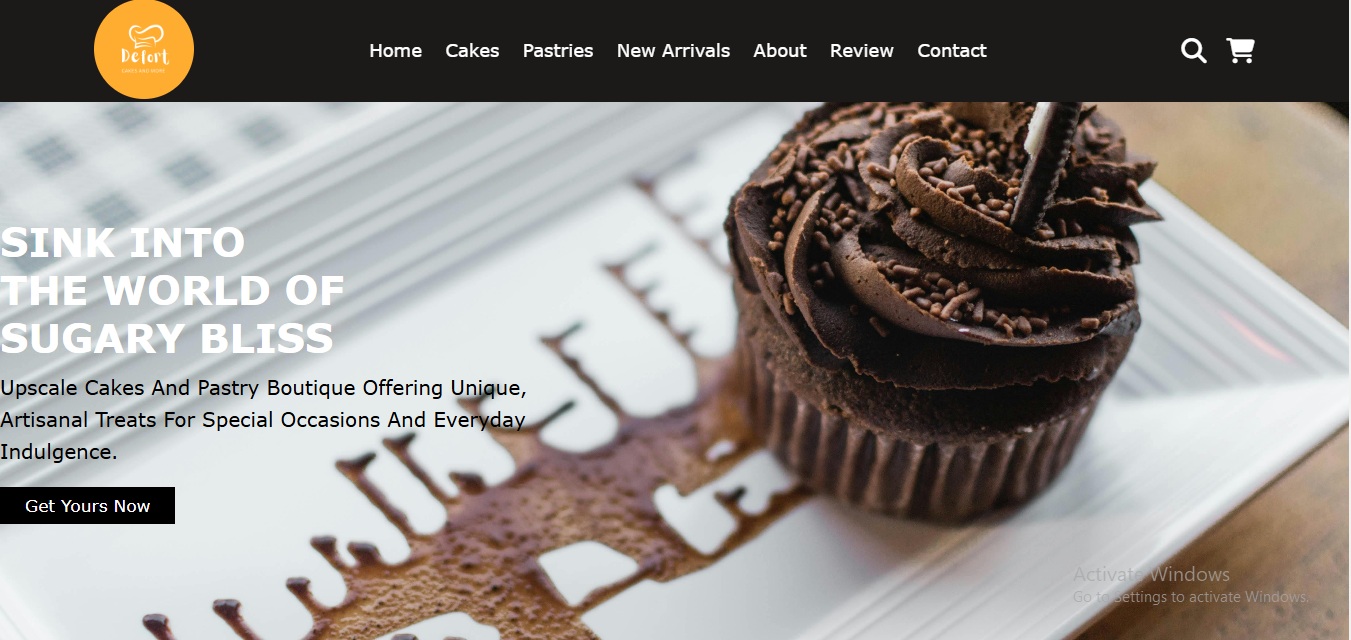 Defort
CAKES AND MORE
Home Cakes Pastries New Arrivals About Review Contact
SINK INTO
THE WORLD OF
SUGARY BLISS
Upscale Cakes And Pastry Boutique Offering Unique,
Artisanal Treats For Special Occasions And Everyday
Indulgence.
Get Yours Now
Activate Windows
Go to Settings to activate Windows.